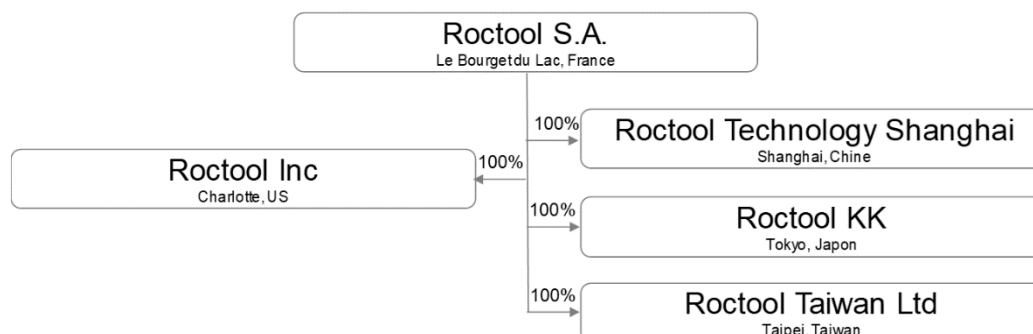 Roctool S.A.
Le Bourget du Lac, France
100%
Roctool Technology Shanghai
Shanghai, Chine
100%
Roctool Inc
Charlotte, US
100%
Roctool KK
Tokyo, Japon
100%
Roctool Taiwan Ltd
Taipei, Taiwan